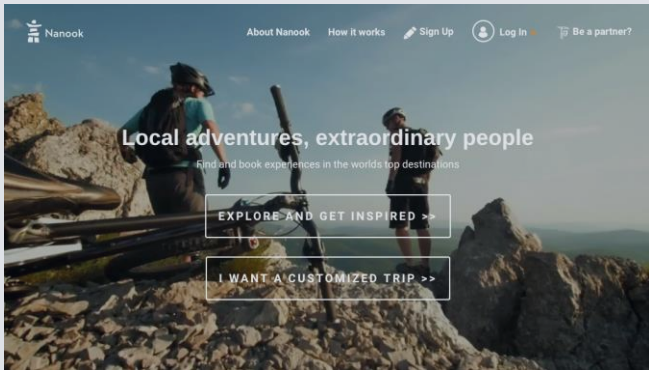 Nanook
About Nanook
How it works
Sign Up
Log In
Be a partner?
Local adventures, extraordinary people
Find and book experiences in the worlds top destinations
EXPLORE AND GET INSPIRED >>
I WANT A CUSTOMIZED TRIP >>